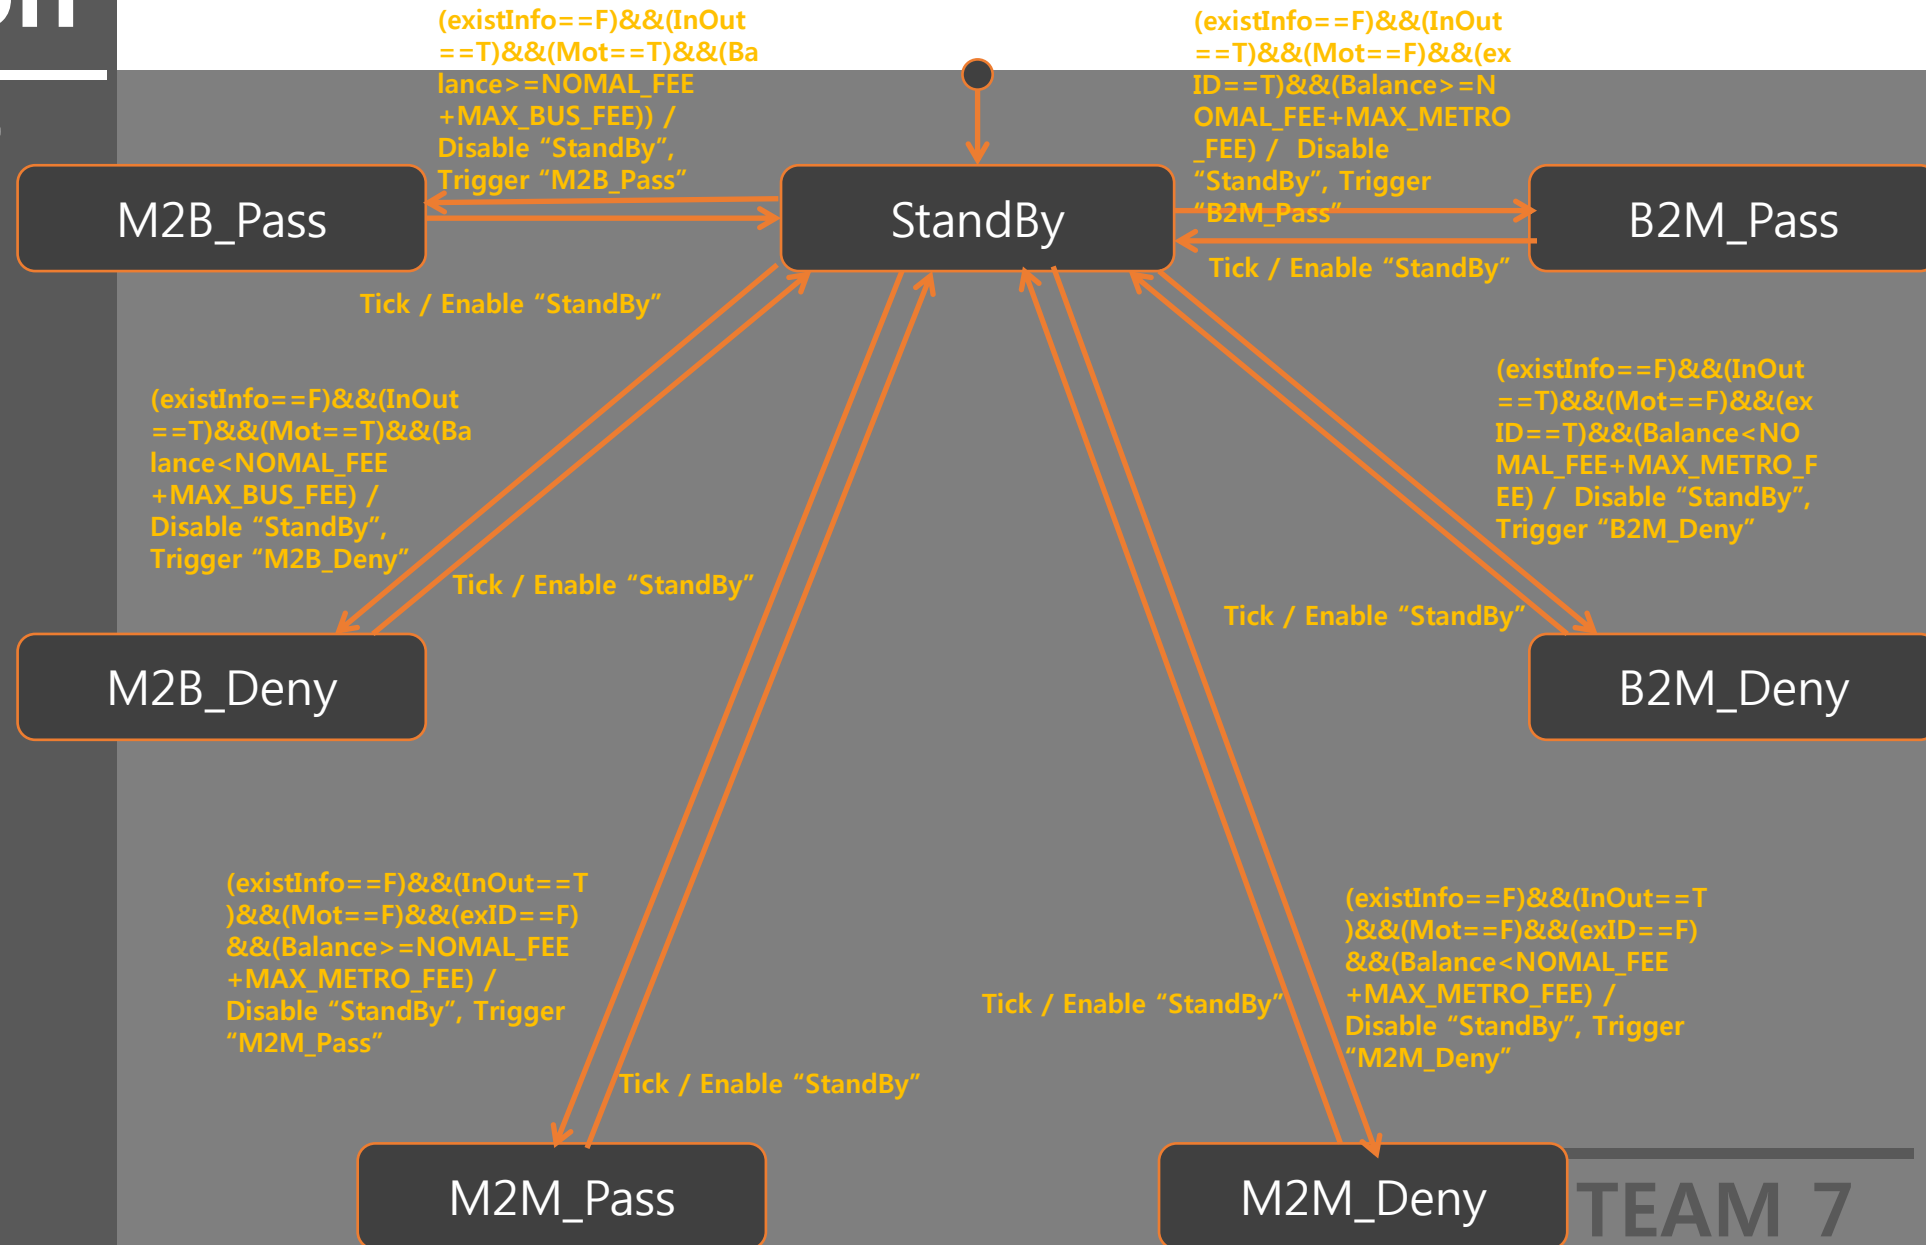 (existInfo==F)&&(InOut
==T)&&(Mot==T)&&(Ba
lance>=NOMAL_FEE
+MAX_BUS_FEE)) /
Disable “StandBy”,
Trigger “M2B_Pass”
(existInfo==F)&&(InOut
==T)&&(Mot==F)&&(ex
ID==T)&&(Balance>=N
OMAL_FEE+MAX_METRO
_FEE) / Disable
“StandBy”, Trigger
“B2M_Pass”
M2B_Pass
StandBy
B2M_Pass
Tick / Enable “StandBy”
Tick / Enable “StandBy”
(existInfo==F)&&(InOut
==T)&&(Mot==T)&&(Ba
lance<NOMAL_FEE
+MAX_BUS_FEE) /
Disable “StandBy”,
Trigger “M2B_Deny”
(existInfo==F)&&(InOut
==T)&&(Mot==F)&&(ex
ID==T)&&(Balance<NO
MAL_FEE+MAX_METRO_F
EE) / Disable “StandBy”,
Trigger “B2M_Deny”
Tick / Enable “StandBy”
Tick / Enable “StandBy”
M2B_Deny
B2M_Deny
(existInfo==F)&&(InOut==T
)&&(Mot==F)&&(exID==F)
&&(Balance>=NOMAL_FEE
+MAX_METRO_FEE) /
Disable “StandBy”, Trigger
“M2M_Pass”
(existInfo==F)&&(InOut==T
)&&(Mot==F)&&(exID==F)
&&(Balance<NOMAL_FEE
+MAX_METRO_FEE) /
Disable “StandBy”, Trigger
“M2M_Deny”
Tick / Enable “StandBy”
Tick / Enable “StandBy”
M2M_Pass
M2M_Deny
TEAM 7